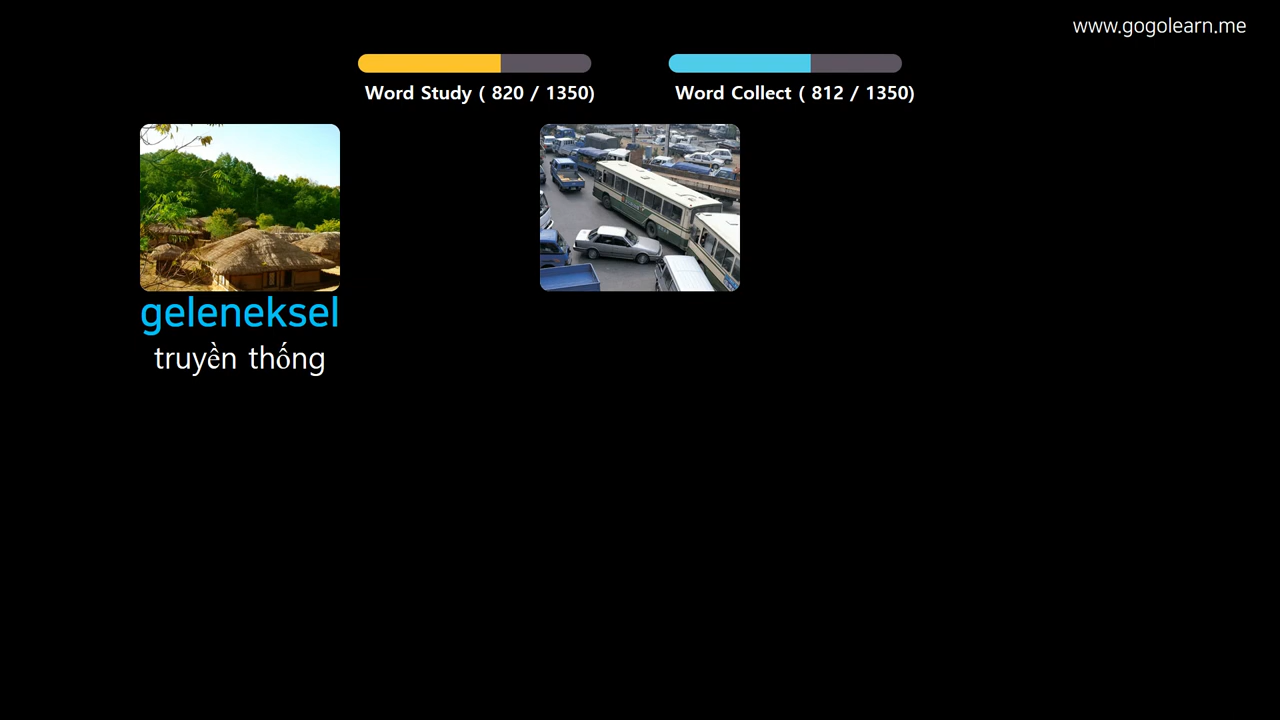 www.gogolearn.me
Word Study ( 820 / 1350)
Word Collect ( 812 / 1350)
geleneksel
truyền thống